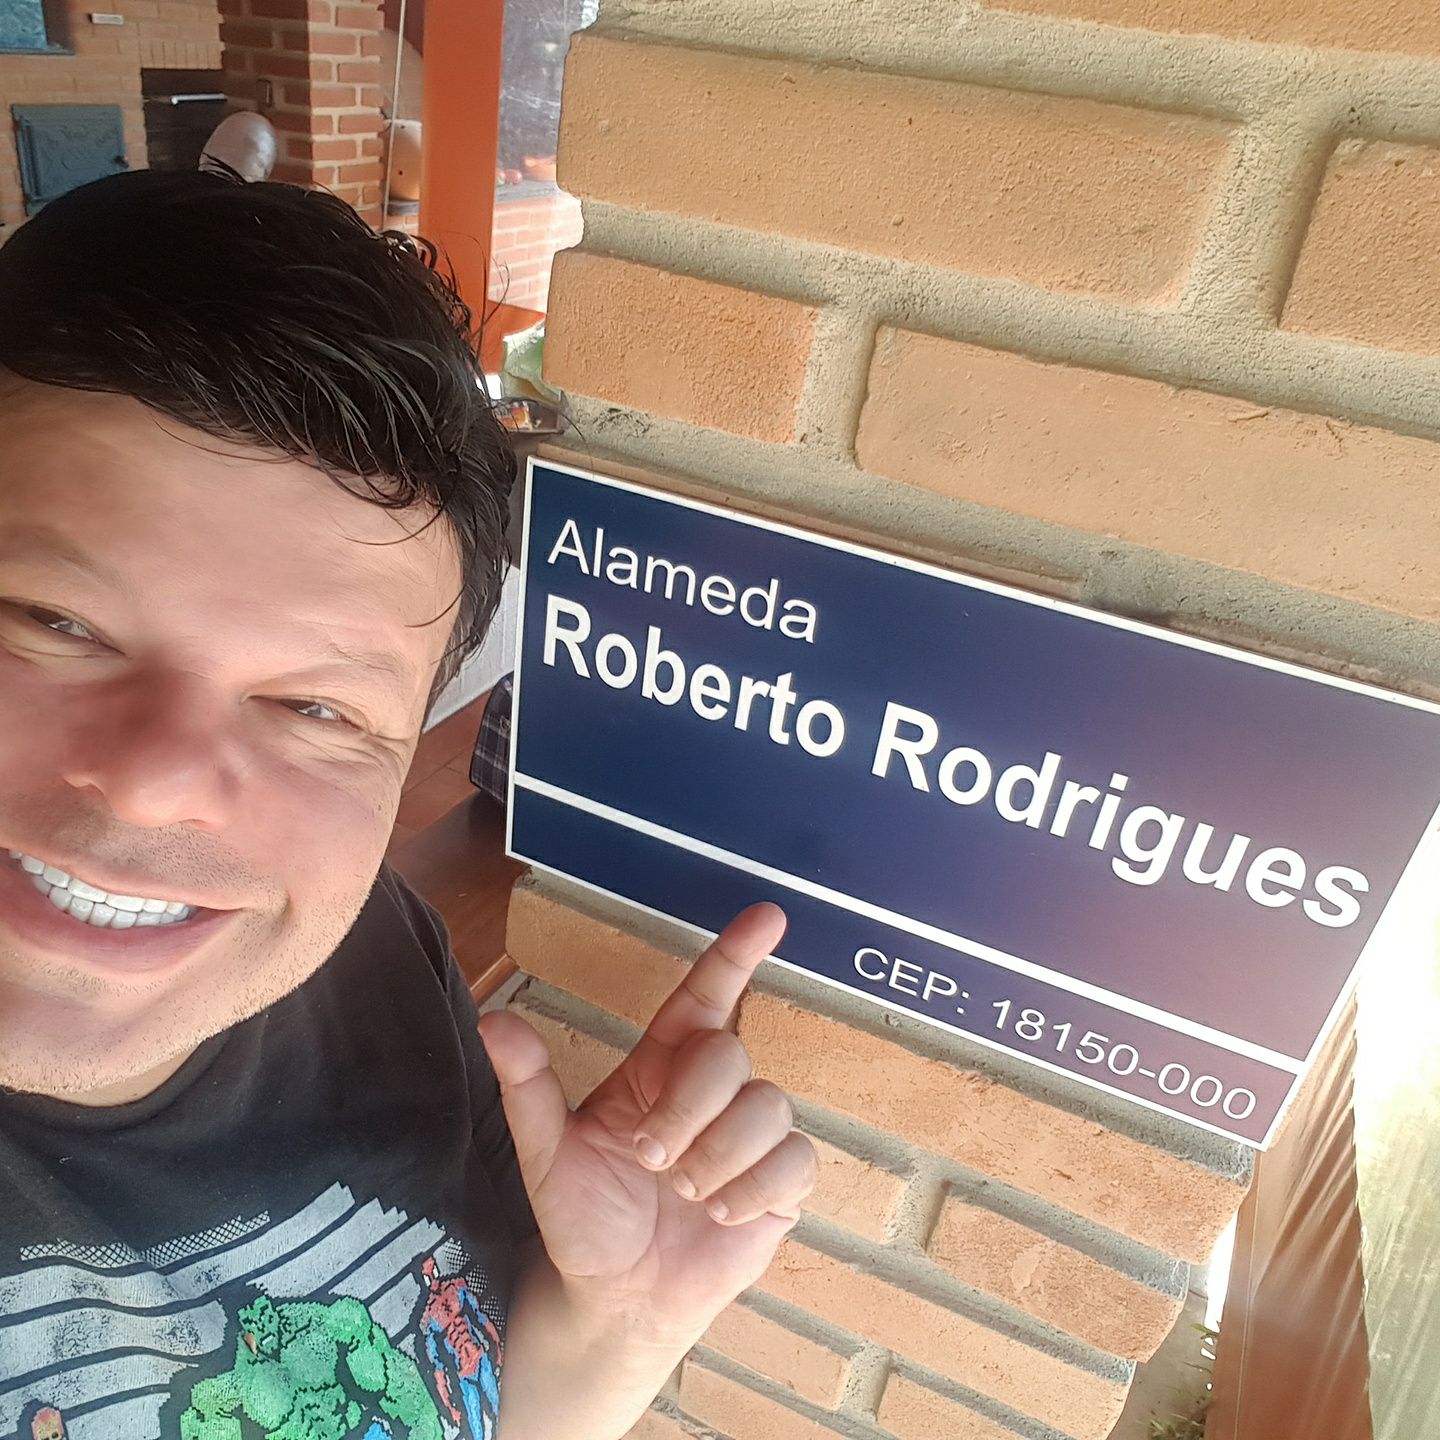 Alameda
Roberto Rodrigues
CEP: 18150-000